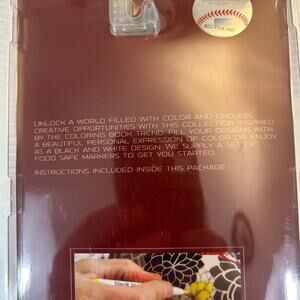 UNLOCK A WORLD FILLED WITH COLOR AND ENDLESS
CREATIVE OPPORTUNITIES WITH THIS COLLECTION INSPIRED
BY THE COLORING BOOK TREND. FILL YOUR DESIGNS WITH
A BEAUTIFUL PERSONAL EXPRESSION OF COLOR OR ENJOY
AS A BLACK AND WHITE DESIGN. WE SUPPLY A SET OF
FOOD SAFE MARKERS TO GET YOU STARTED.
INSTRUCTIONS INCLUDED INSIDE THIS PACKAGE.